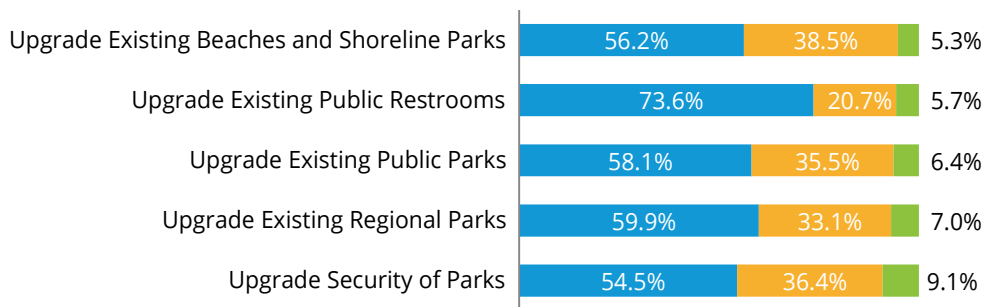 Upgrade Existing Beaches and Shoreline Parks 56.2% 38.5% 5.3%
Upgrade Existing Public Restrooms 73.6% 20.7% 5.7%
Upgrade Existing Public Parks 58.1% 35.5% 6.4%
Upgrade Existing Regional Parks 59.9% 33.1% 7.0%
Upgrade Security of Parks 54.5% 36.4% 9.1%